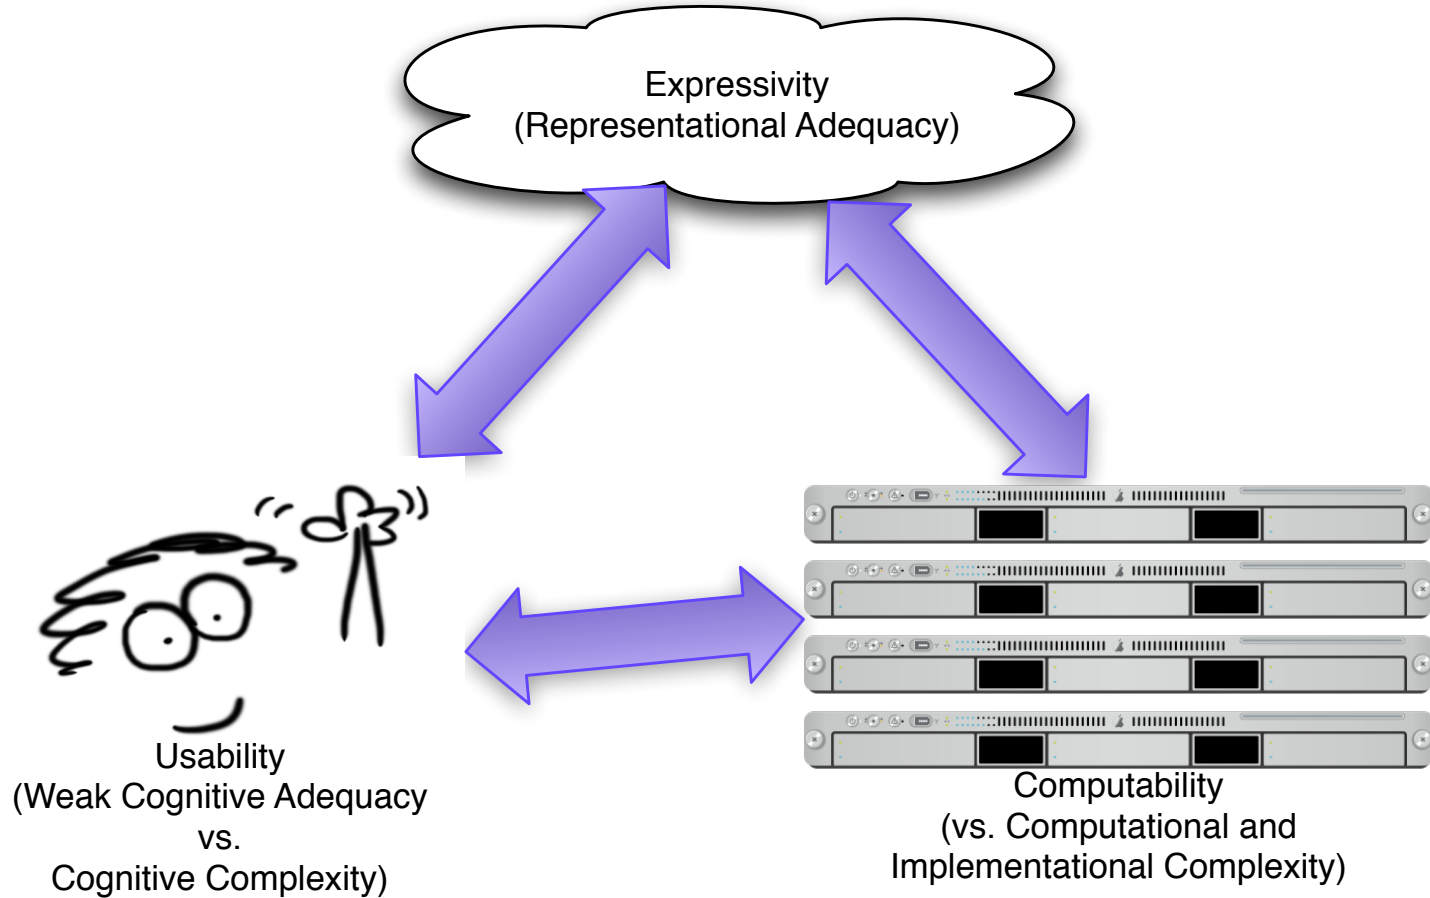 Expressivity
(Representational Adequacy)
Usability
(Weak Cognitive Adequacy
vs.
Cognitive Complexity)
Computability
(vs. Computational and
Implementational Complexity)